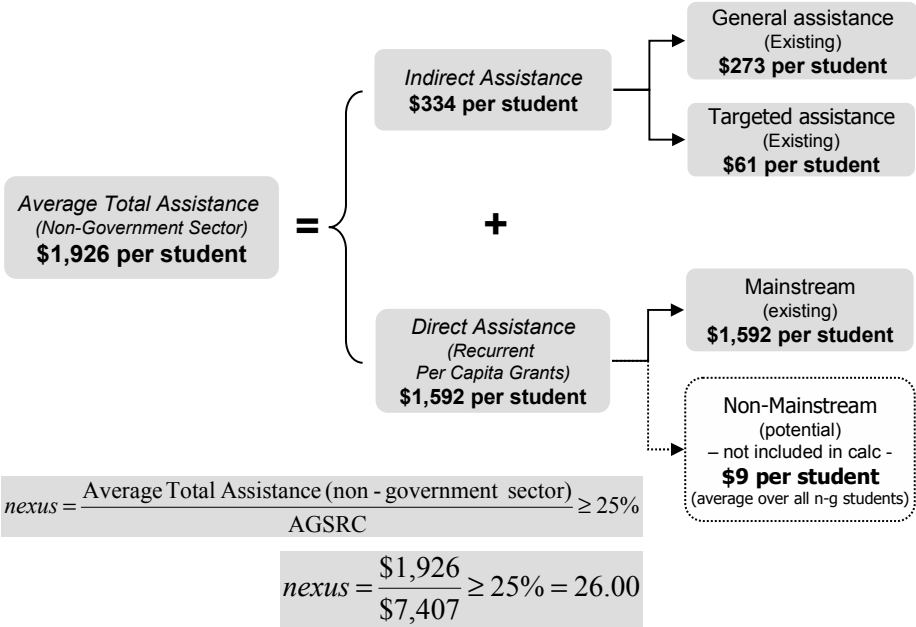 General assistance
(Existing)
$273 per student
Indirect Assistance
$334 per student
Targeted assistance
(Existing)
$61 per student
Average Total Assistance
(Non-Government Sector)
$1,926 per student
=
+
Direct Assistance
(Recurrent
Per Capita Grants)
$1,592 per student
Mainstream
(existing)
$1,592 per student
Non-Mainstream
(potential)
– not included in calc -
$9 per student
(average over all n-g students)
nexus = Average Total Assistance (non - government sector) / AGSRC ≥ 25%
nexus = $1,926 / $7,407 ≥ 25% = 26.00